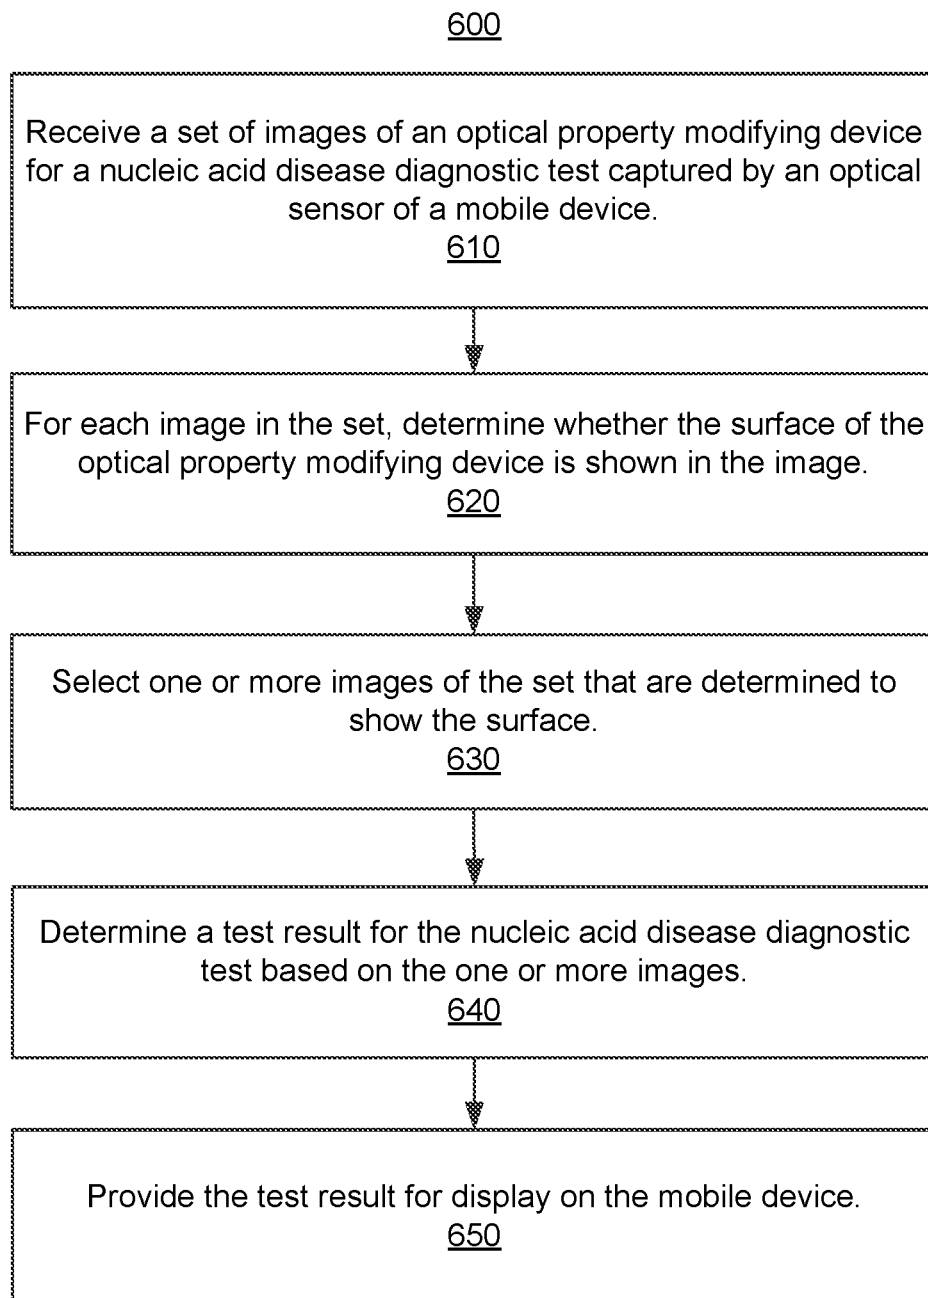 600
Receive a set of images of an optical property modifying device
for a nucleic acid disease diagnostic test captured by an optical
sensor of a mobile device.
610
For each image in the set, determine whether the surface of the
optical property modifying device is shown in the image.
620
Select one or more images of the set that are determined to
show the surface.
630
Determine a test result for the nucleic acid disease diagnostic
test based on the one or more images.
640
Provide the test result for display on the mobile device.
650